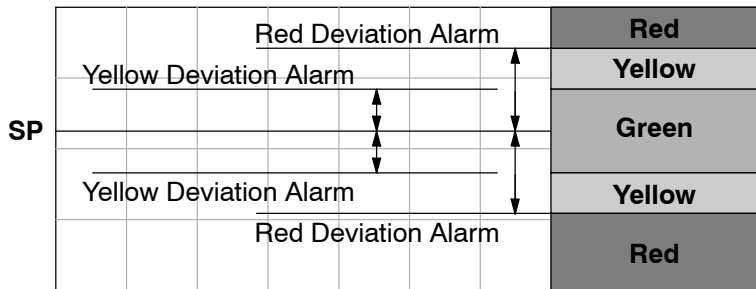 Red Deviation Alarm
Red
Yellow Deviation Alarm
Yellow
SP
Green
Yellow Deviation Alarm
Yellow
Red Deviation Alarm
Red